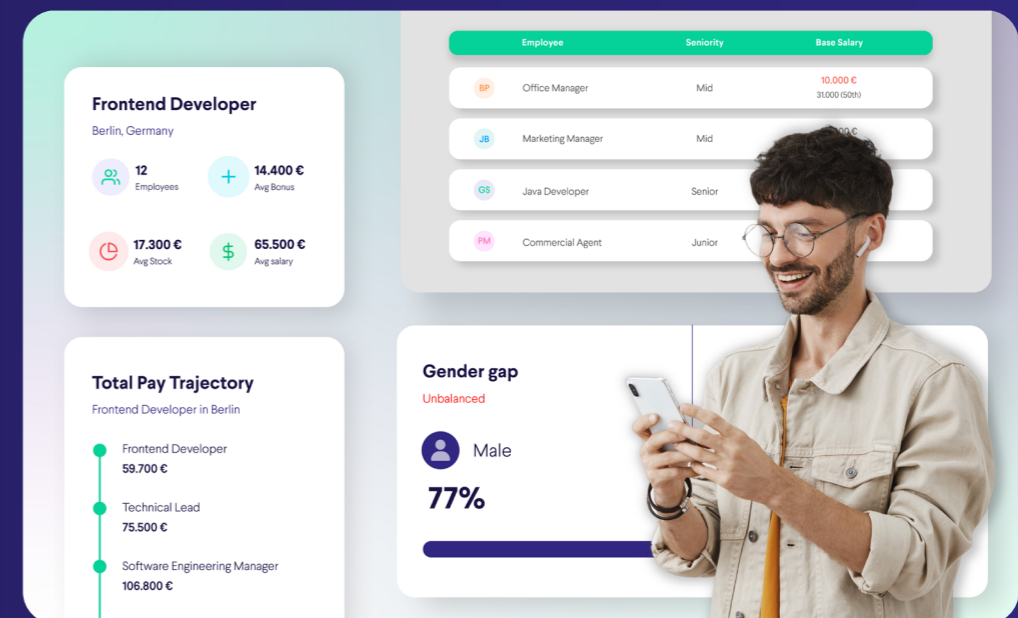 Frontend Developer
Berlin, Germany
12
Employees
14.400 €
Avg Bonus
17.300 €
Avg Stock
65.500 €
Avg salary
Total Pay Trajectory
Frontend Developer in Berlin
Frontend Developer
59.700 €
Technical Lead
75.500 €
Software Engineering Manager
106.800 €
Employee Seniority Base Salary
BP Office Manager Mid 10.000 €
31.000 (50th)
JB Marketing Manager Mid
GS Java Developer Senior
PM Commercial Agent Junior
Gender gap
Unbalanced
Male
77%